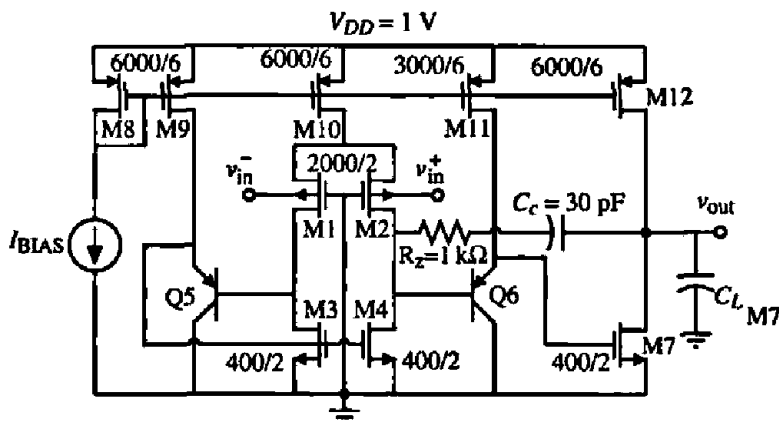 V_DD = 1 V
6000/6 6000/6 3000/6 6000/6
M8 M9 M10 M11 M12
2000/2
v_in^- v_in^+
C_c = 30 pF
v_out
M1 M2
I_BIAS
R_z=1 kΩ
Q5 Q6
C_L
M7
M3 M4
M7
400/2 400/2 400/2